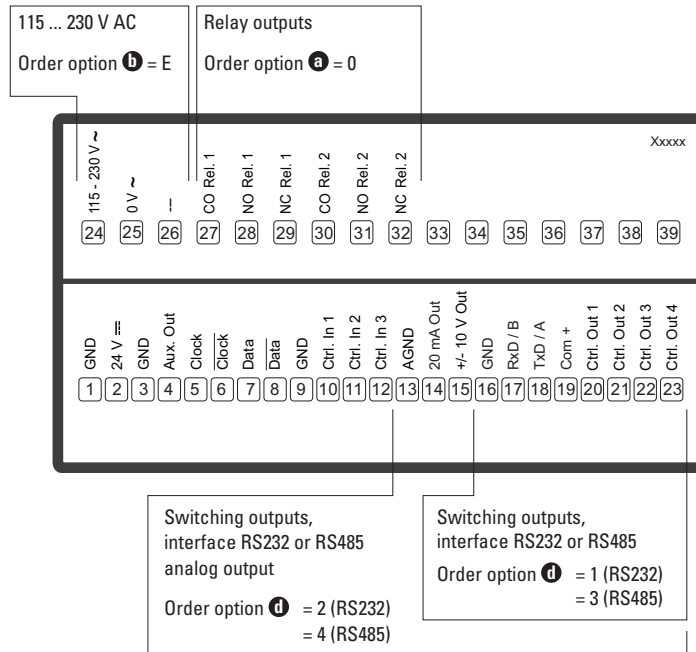 115 ... 230 V AC
Order option b = E
Relay outputs
Order option a = 0
Xxxxx
115 - 230 V ~
0 V ~
---
CO Rel. 1
NO Rel. 1
NC Rel. 1
CO Rel. 2
NO Rel. 2
NC Rel. 2
24 25 26 27 28 29 30 31 32 33 34 35 36 37 38 39
GND
24 V ⎓
GND
Aux. Out
Clock
C̅l̅o̅c̅k̅
Data
D̅a̅t̅a̅
GND
Ctrl. In 1
Ctrl. In 2
Ctrl. In 3
AGND
20 mA Out
+/- 10 V Out
GND
RxD / B
TxD / A
Com +
Ctrl. Out 1
Ctrl. Out 2
Ctrl. Out 3
Ctrl. Out 4
1 2 3 4 5 6 7 8 9 10 11 12 13 14 15 16 17 18 19 20 21 22 23
Switching outputs,
interface RS232 or RS485
analog output
Order option d = 2 (RS232)
= 4 (RS485)
Switching outputs,
interface RS232 or RS485
Order option d = 1 (RS232)
= 3 (RS485)